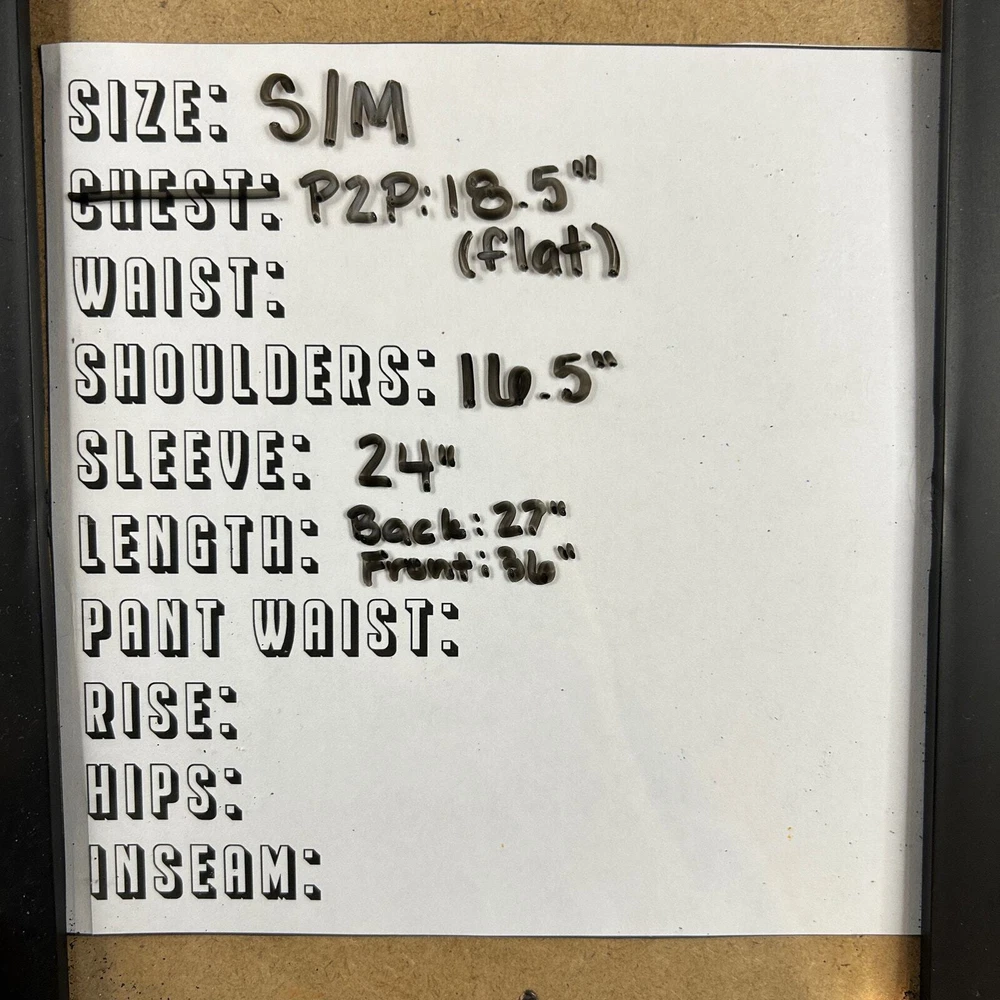 SIZE: S/M
CHEST: P2P: 18.5"
(flat)
WAIST:
SHOULDERS: 16.5"
SLEEVE: 24"
LENGTH: Back: 27"
Front: 36"
PANT WAIST:
RISE:
HIPS:
INSEAM: